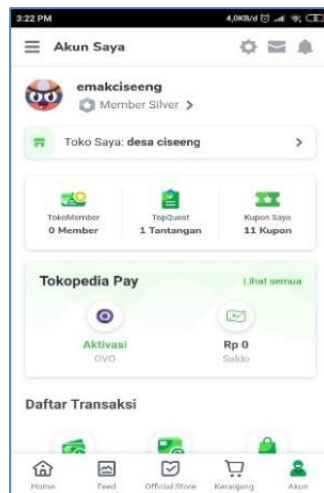 3:22 PM
4,0KB/d
Akun Saya
emakciseeng
Member Silver
Toko Saya: desa ciseeng
TokoMember
0 Member
TopQuest
1 Tantangan
Kupon Saya
11 Kupon
Tokopedia Pay
Lihat semua
Aktivasi
OVO
Rp 0
Saldo
Daftar Transaksi
Home
Feed
Official Store
Keranjang
Akun